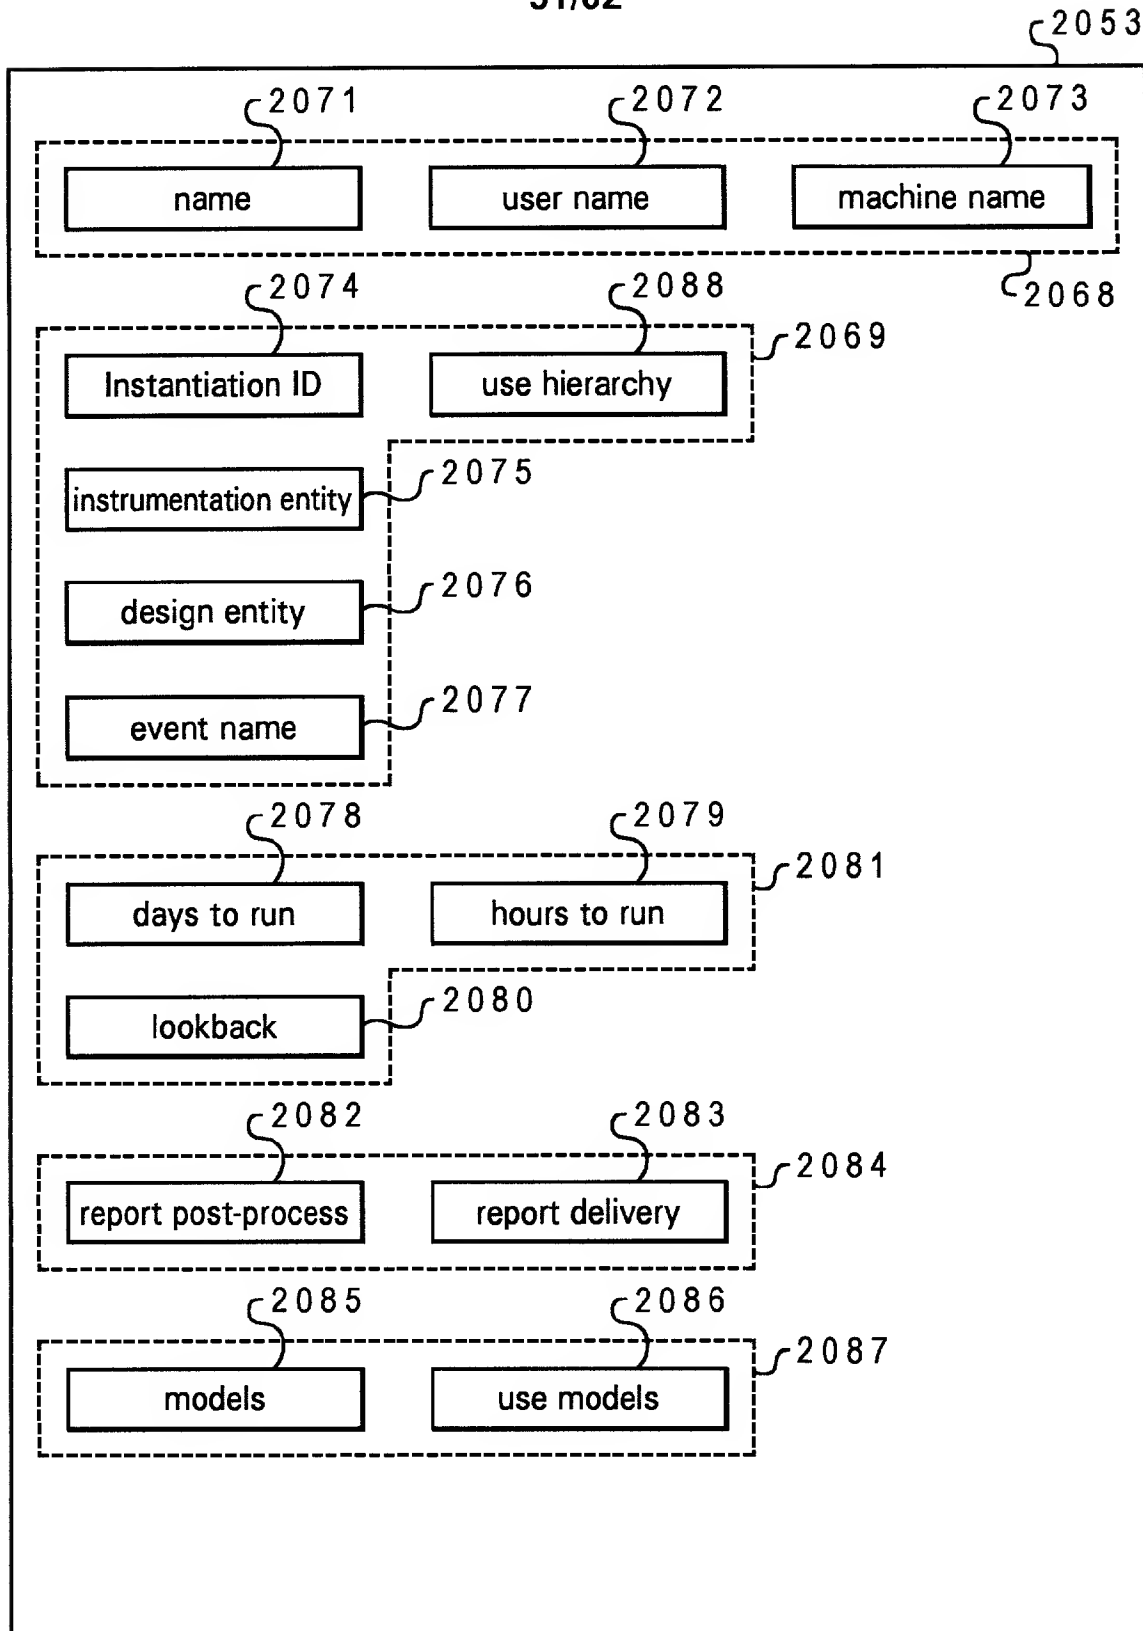 2053
2071 2072 2073
name user name machine name
2068
2074 2088
2069
Instantiation ID use hierarchy
2075
instrumentation entity
2076
design entity
2077
event name
2078 2079
2081
days to run hours to run
2080
lookback
2082 2083
2084
report post-process report delivery
2085 2086
2087
models use models